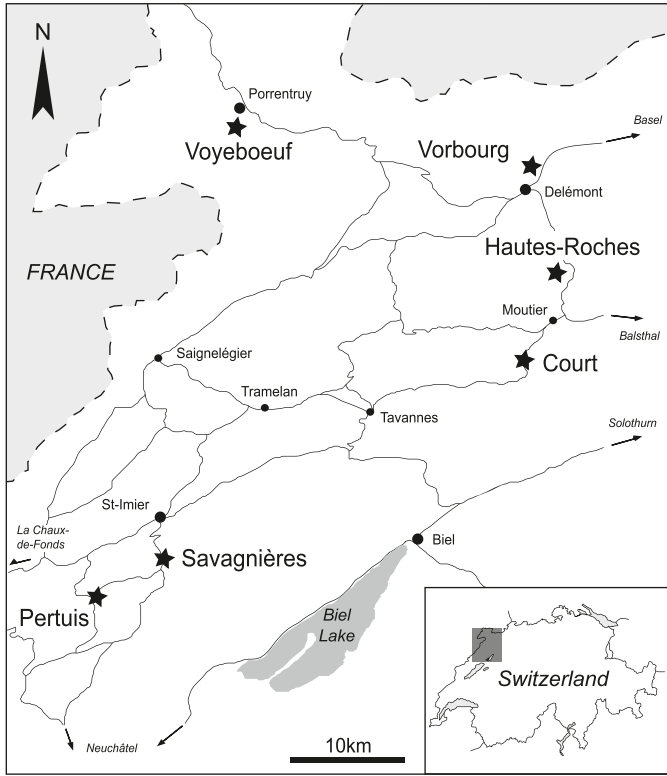 N
Porrentruy
Voyeboeuf
Vorbourg
Basel
Delémont
Hautes-Roches
FRANCE
Moutier
Balsthal
Saignelégier
Court
Tramelan
Tavannes
Solothurn
St-Imier
La Chaux-
de-Fonds
Biel
Savagnières
Pertuis
Biel
Lake
Switzerland
Neuchâtel
10km